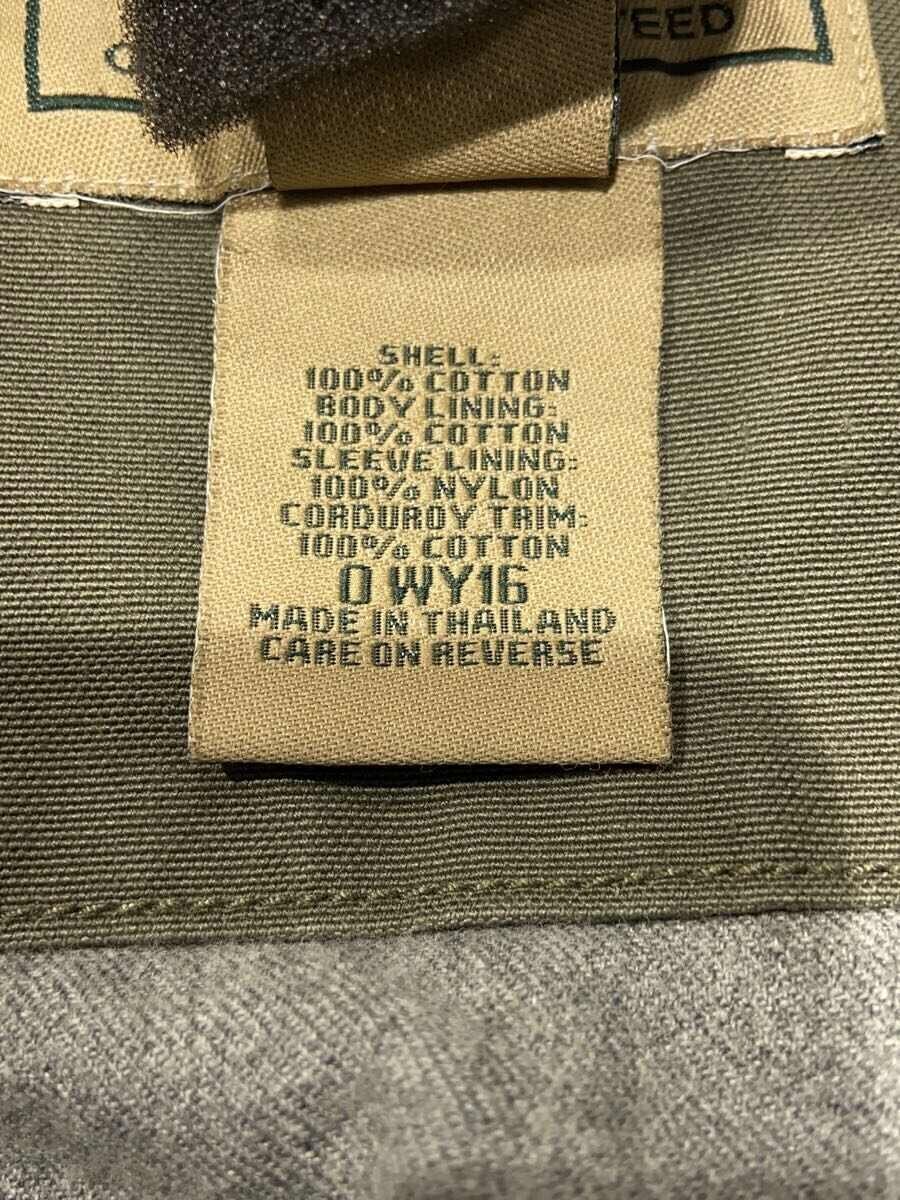 SHELL:
100% COTTON
BODY LINING:
100% COTTON
SLEEVE LINING:
100% NYLON
CORDUROY TRIM:
100% COTTON
0 WY16
MADE IN THAILAND
CARE ON REVERSE